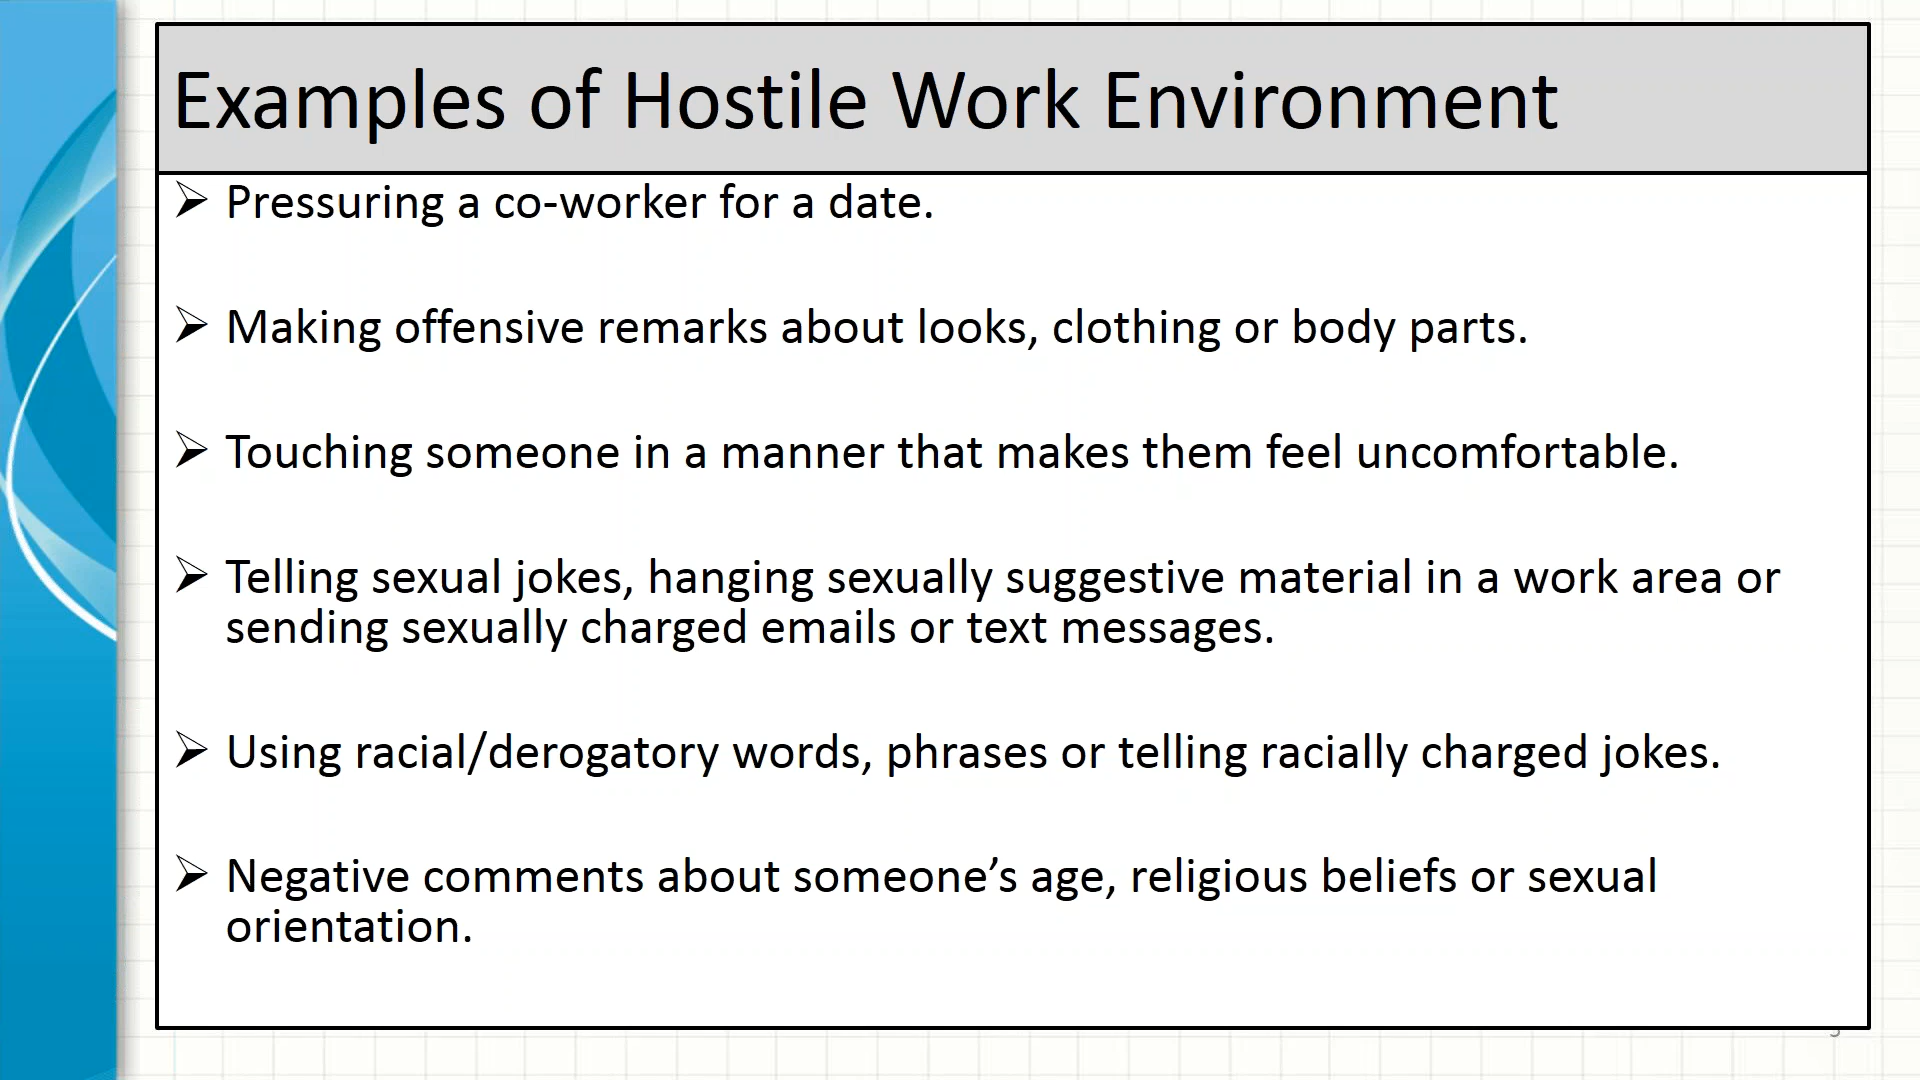 Examples of Hostile Work Environment
➢ Pressuring a co-worker for a date.
➢ Making offensive remarks about looks, clothing or body parts.
➢ Touching someone in a manner that makes them feel uncomfortable.
➢ Telling sexual jokes, hanging sexually suggestive material in a work area or
sending sexually charged emails or text messages.
➢ Using racial/derogatory words, phrases or telling racially charged jokes.
➢ Negative comments about someone’s age, religious beliefs or sexual
orientation.